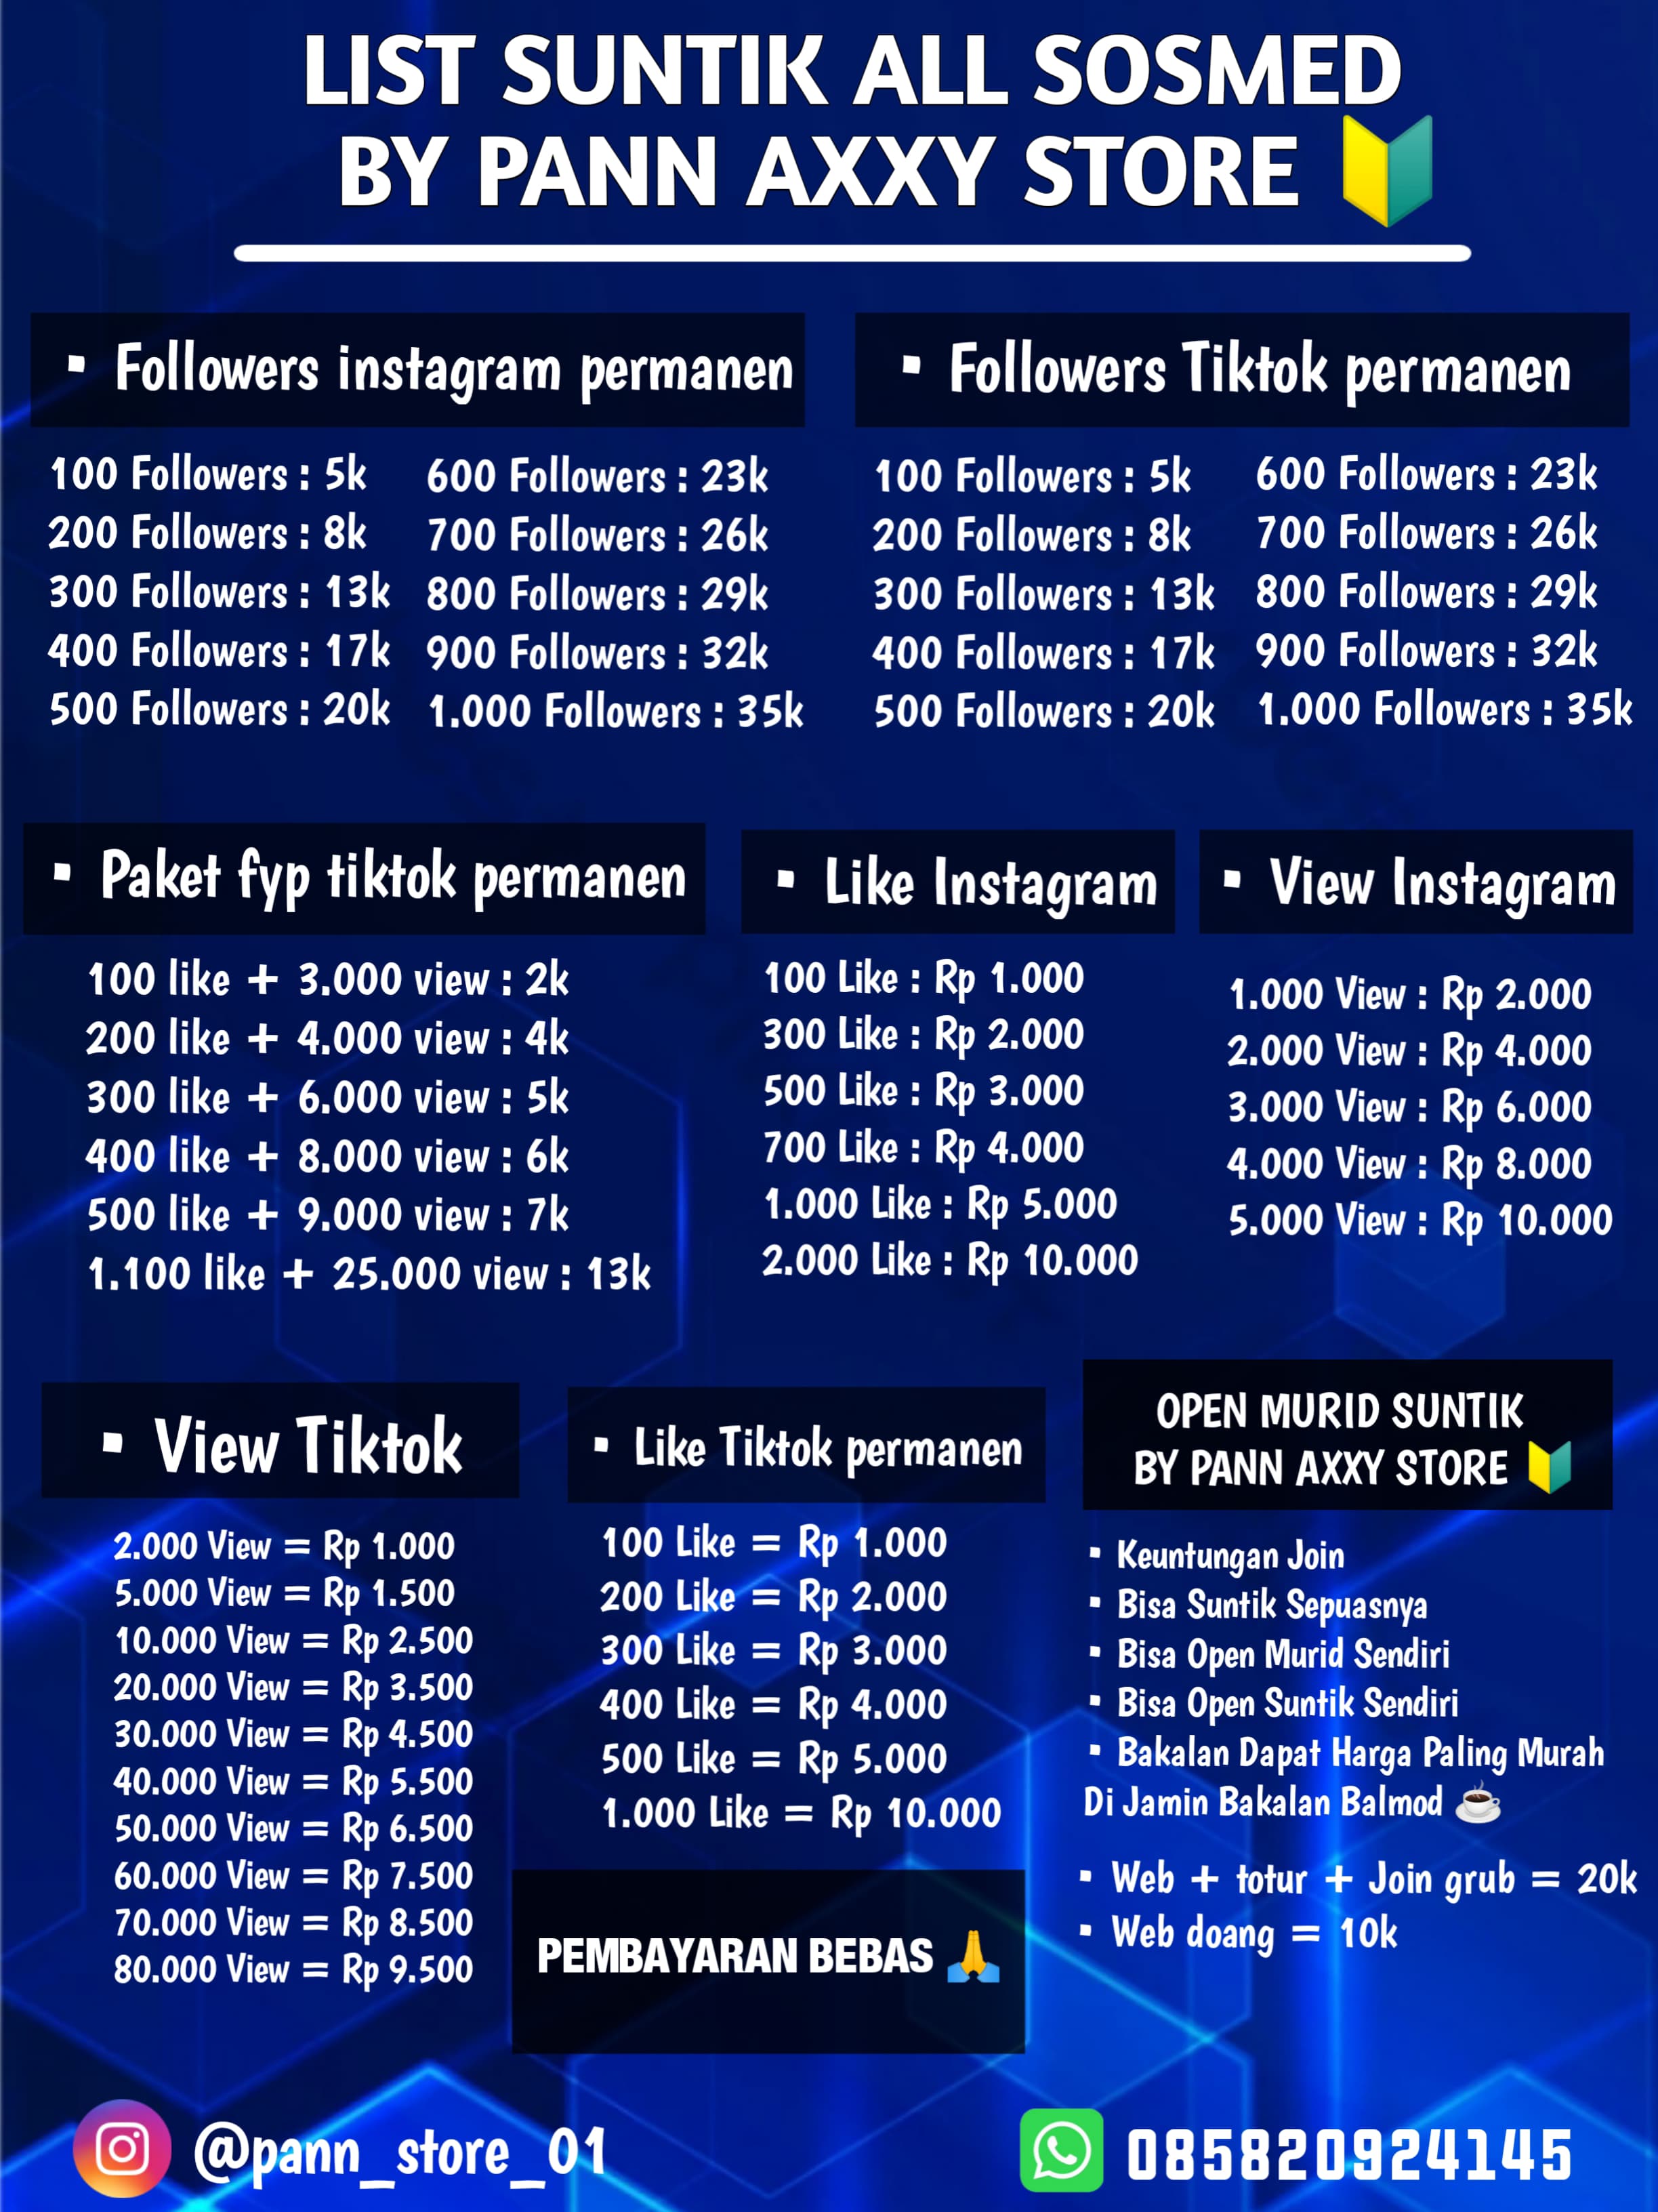 LIST SUNTIK ALL SOSMED
BY PANN AXXY STORE 🔰
▪ Followers instagram permanen
100 Followers : 5k
200 Followers : 8k
300 Followers : 13k
400 Followers : 17k
500 Followers : 20k
600 Followers : 23k
700 Followers : 26k
800 Followers : 29k
900 Followers : 32k
1.000 Followers : 35k
▪ Followers Tiktok permanen
100 Followers : 5k
200 Followers : 8k
300 Followers : 13k
400 Followers : 17k
500 Followers : 20k
600 Followers : 23k
700 Followers : 26k
800 Followers : 29k
900 Followers : 32k
1.000 Followers : 35k
▪ Paket fyp tiktok permanen
100 like + 3.000 view : 2k
200 like + 4.000 view : 4k
300 like + 6.000 view : 5k
400 like + 8.000 view : 6k
500 like + 9.000 view : 7k
1.100 like + 25.000 view : 13k
▪ Like Instagram
100 Like : Rp 1.000
300 Like : Rp 2.000
500 Like : Rp 3.000
700 Like : Rp 4.000
1.000 Like : Rp 5.000
2.000 Like : Rp 10.000
▪ View Instagram
1.000 View : Rp 2.000
2.000 View : Rp 4.000
3.000 View : Rp 6.000
4.000 View : Rp 8.000
5.000 View : Rp 10.000
▪ View Tiktok
2.000 View = Rp 1.000
5.000 View = Rp 1.500
10.000 View = Rp 2.500
20.000 View = Rp 3.500
30.000 View = Rp 4.500
40.000 View = Rp 5.500
50.000 View = Rp 6.500
60.000 View = Rp 7.500
70.000 View = Rp 8.500
80.000 View = Rp 9.500
▪ Like Tiktok permanen
100 Like = Rp 1.000
200 Like = Rp 2.000
300 Like = Rp 3.000
400 Like = Rp 4.000
500 Like = Rp 5.000
1.000 Like = Rp 10.000
PEMBAYARAN BEBAS 🙏
OPEN MURID SUNTIK
BY PANN AXXY STORE 🔰
▪ Keuntungan Join
▪ Bisa Suntik Sepuasnya
▪ Bisa Open Murid Sendiri
▪ Bisa Open Suntik Sendiri
▪ Bakalan Dapat Harga Paling Murah
Di Jamin Bakalan Balmod ☕
▪ Web + totur + Join grub = 20k
▪ Web doang = 10k
@pann_store_01
085820924145